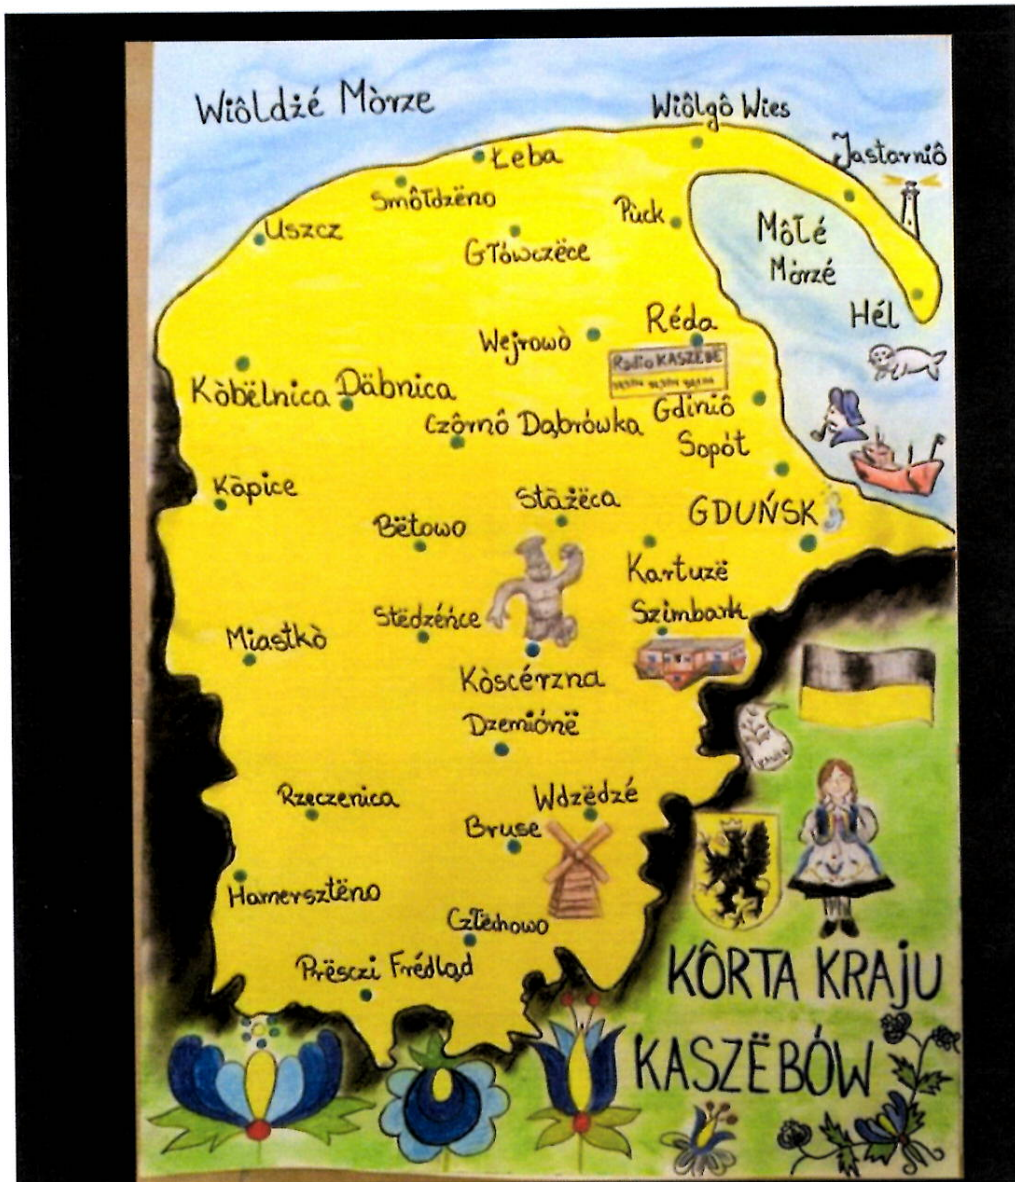 Wiôldżé Mòrze
Wiôlgô Wies
Jastarniô
Łeba
Smôłdzëno
Pùck
Môłé
Mòrzé
Uszcz
Główczëce
Hél
Réda
Wejrowò
Radio KASZËBË
Kòbëlnica
Dãbnica
Gdiniô
Czôrnô Dąbrówka
Sopòt
Kòpice
Stãżëca
GDUŃSK
Bëtowo
Kartuzë
Stëdzéńce
Szimbark
Miastkò
Kòscérzna
Dzemiónë
Rzeczenica
Wdzëdzé
Bruse
Hamersztëno
Człëchowo
Prësczi Frédląd
KÔRTA KRAJU
KASZËBÓW